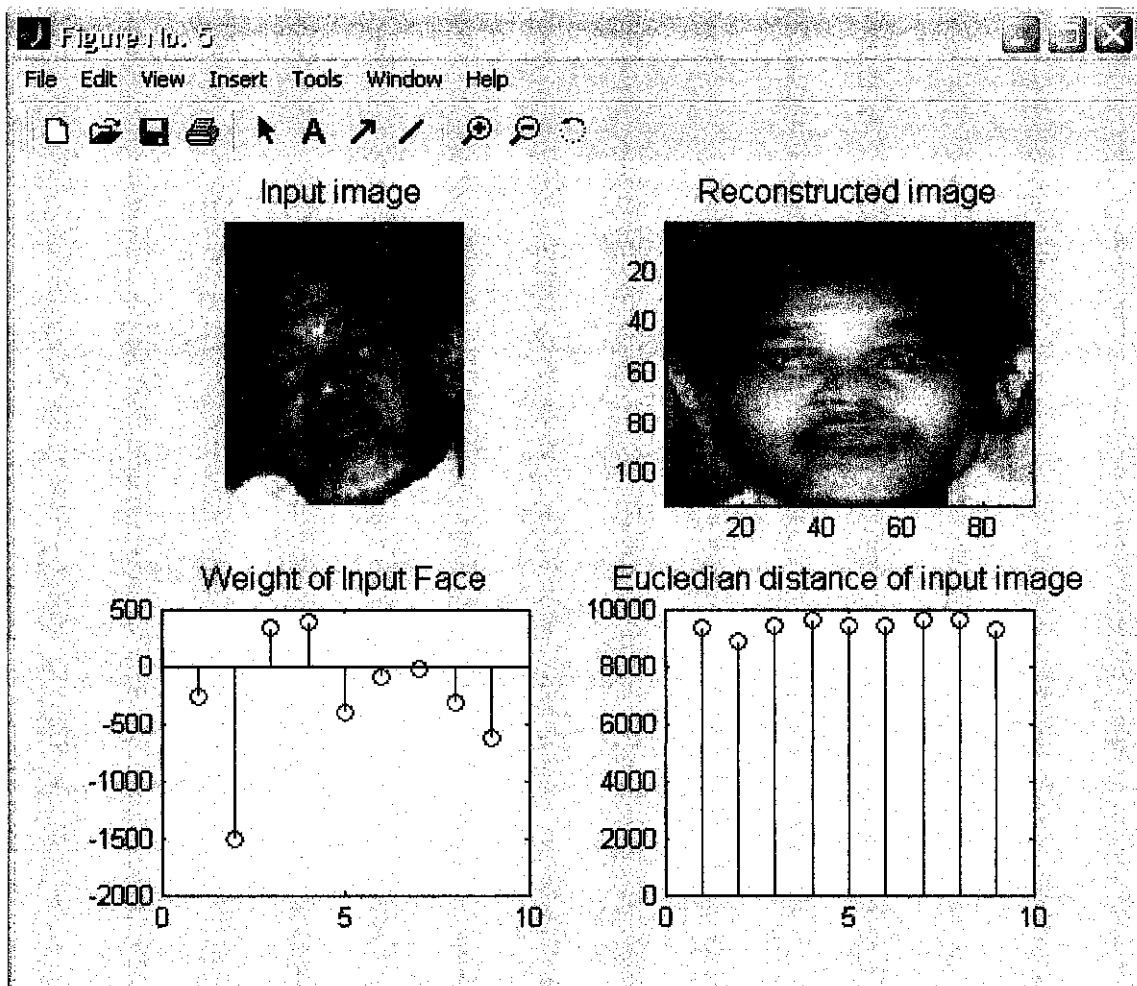 Figure No. 5
File Edit View Insert Tools Window Help
A
Input image
Reconstructed image
20
40
60
80
100
20 40 60 80
Weight of Input Face
500
0
-500
-1000
-1500
-2000
0 5 10
Eucledian distance of input image
10000
8000
6000
4000
2000
0
0 5 10